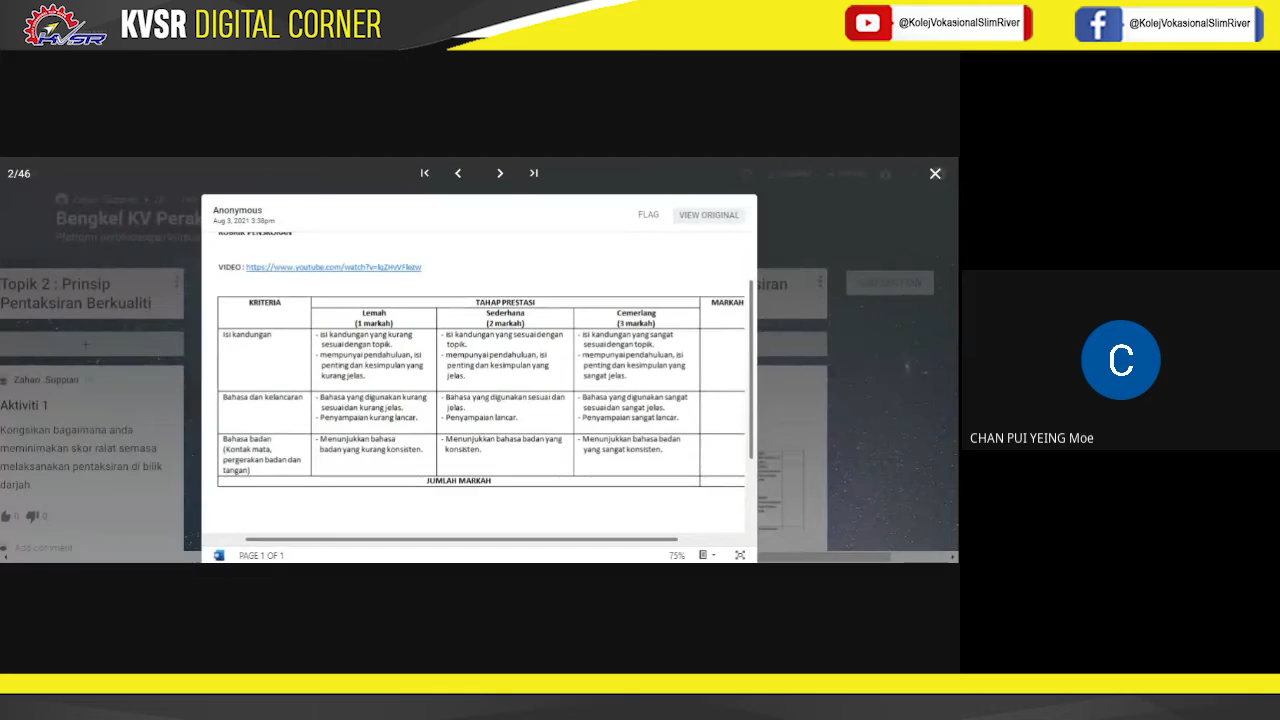 KVSR
KVSR DIGITAL CORNER
@KolejVokasionalSlimRiver
@KolejVokasionalSlimRiver
2/46
Bengkel KV Perak
Topik 2 : Prinsip
Pentaksiran Berkualiti
Zahari .Suppian
Aktiviti 1
Kongsikan bagaimana anda
meminimakan skor ralat semasa
melaksanakan pentaksiran di bilik
darjah.
0 0
Add comment
Anonymous
Aug 3, 2021 3:38pm
FLAG
VIEW ORIGINAL
RUBRIK PENSKORAN
VIDEO :
KRITERIA
TAHAP PRESTASI
MARKAH
Lemah
(1 markah)
Sederhana
(2 markah)
Cemerlang
(3 markah)
Isi kandungan
- isi kandungan yang kurang
sesuai dengan topik.
- mempunyai pendahuluan, isi
penting dan kesimpulan yang
kurang jelas.
- isi kandungan yang sesuai dengan
topik.
- mempunyai pendahuluan, isi
penting dan kesimpulan yang
jelas.
- isi kandungan yang sangat
sesuai dengan topik.
- mempunyai pendahuluan, isi
penting dan kesimpulan yang
sangat jelas.
Bahasa dan kelancaran
- Bahasa yang digunakan kurang
sesuai dan kurang jelas.
- Penyampaian kurang lancar.
- Bahasa yang digunakan sesuai dan
jelas.
- Penyampaian lancar.
- Bahasa yang digunakan sangat
sesuai dan sangat jelas.
- Penyampaian sangat lancar.
Bahasa badan
(Kontak mata,
pergerakan badan dan
tangan)
- Menunjukkan bahasa
badan yang kurang konsisten.
- Menunjukkan bahasa badan yang
konsisten.
- Menunjukkan bahasa badan
yang sangat konsisten.
JUMLAH MARKAH
PAGE 1 OF 1
75%
C
CHAN PUI YEING Moe